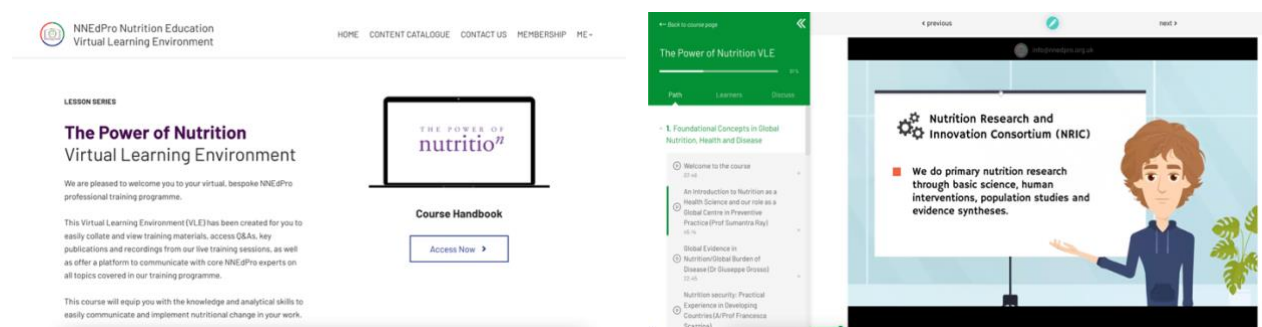 NNEdPro Nutrition Education
Virtual Learning Environment
HOME CONTENT CATALOGUE CONTACT US MEMBERSHIP ME
LESSON SERIES
The Power of Nutrition
Virtual Learning Environment
We are pleased to welcome you to your virtual, bespoke NNEdPro
professional training programme.
This Virtual Learning Environment (VLE) has been created for you to
easily collate and view training materials, access Q&As, key
publications and recordings from our live training sessions, as well
as offer a platform to communicate with core NNEdPro experts on
all topics covered in our training programme.
This course will equip you with the knowledge and analytical skills to
easily communicate and implement nutritional change in your work.
THE POWER OF
nutrition
Course Handbook
Access Now
← Back to course page
The Power of Nutrition VLE
Path Learners Discuss
1. Foundational Concepts in Global
Nutrition, Health and Disease
Welcome to the course
An Introduction to Nutrition as a
Health Science and our role as a
Global Centre in Preventive
Practice (Prof Sumantra Ray)
Global Evidence in
Nutrition/Global Burden of
Disease (Dr Giuseppe Grosso)
Nutrition security: Practical
Experience in Developing
Countries (A/Prof Francesca
< previous
next >
info@nnedpro.org.uk
Nutrition Research and
Innovation Consortium (NRIC)
We do primary nutrition research
through basic science, human
interventions, population studies and
evidence syntheses.